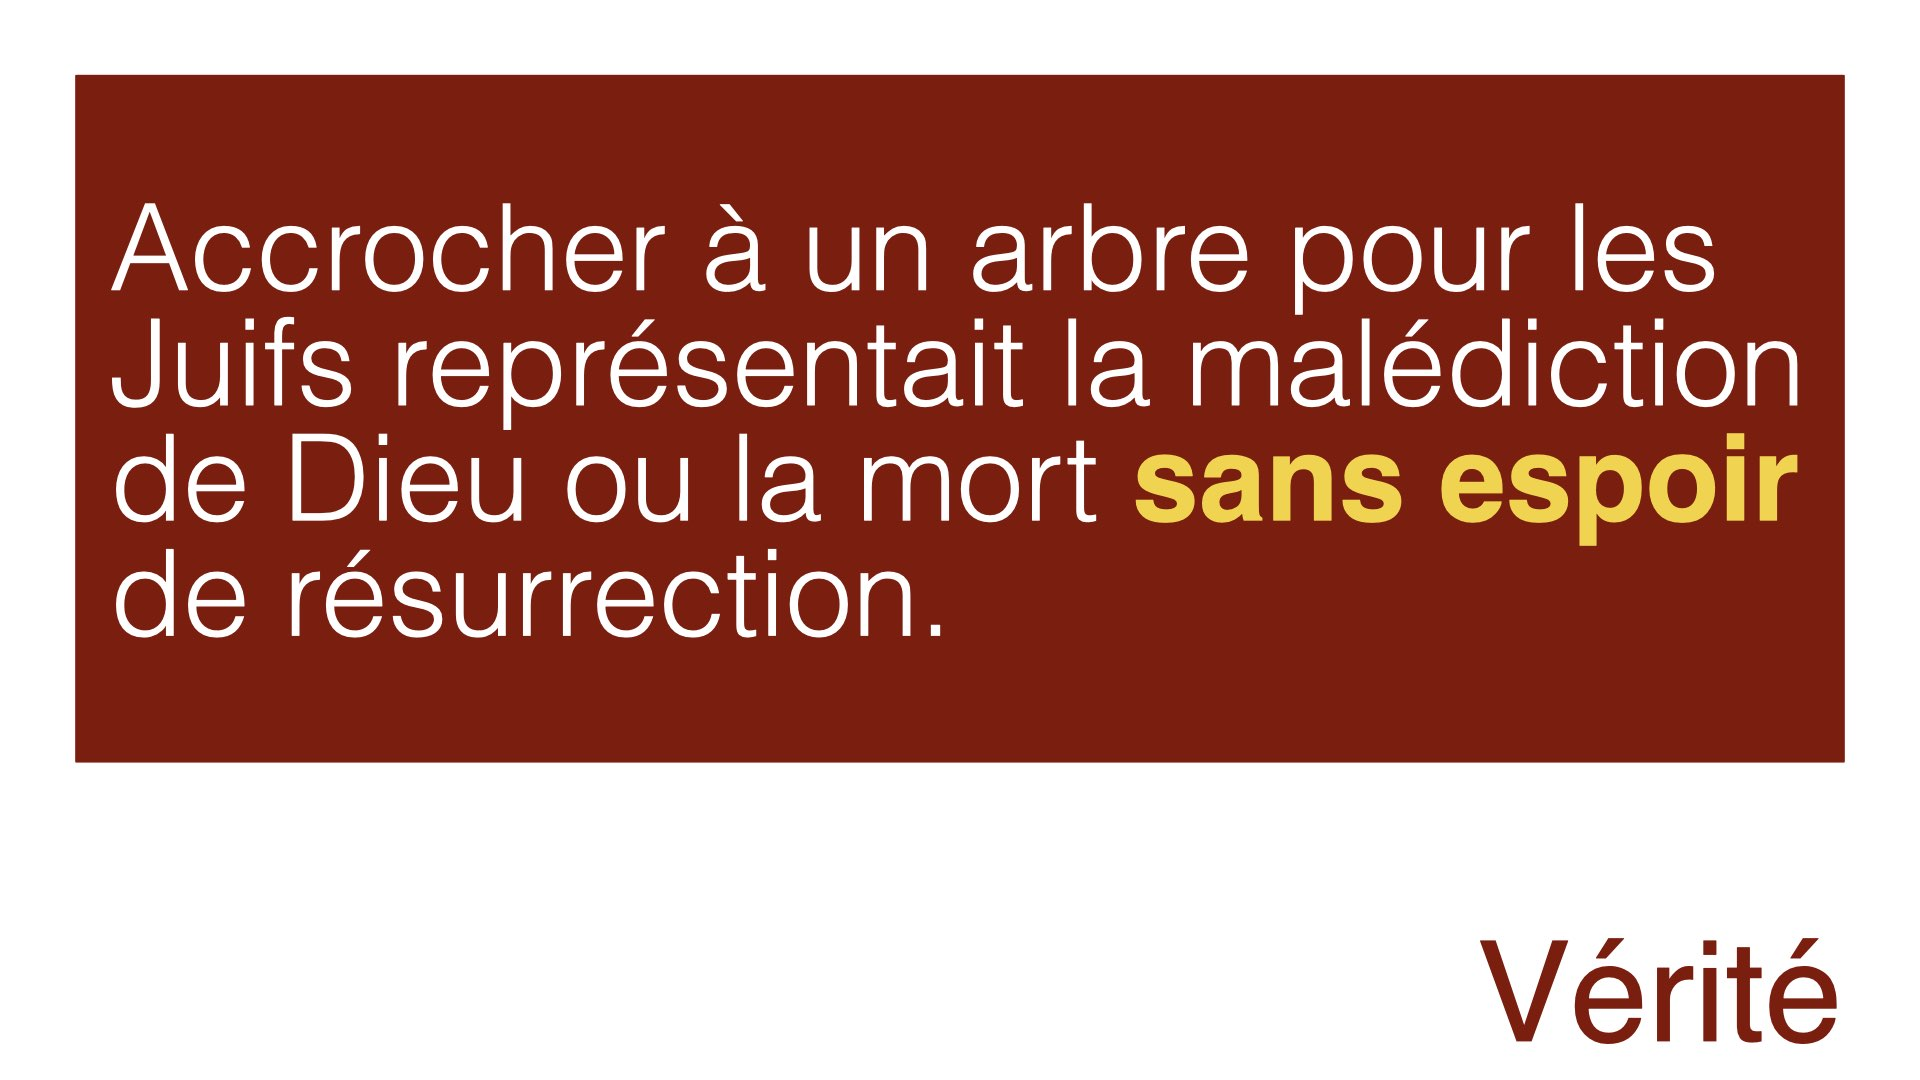 Accrocher à un arbre pour les
Juifs représentait la malédiction
de Dieu ou la mort sans espoir
de résurrection.
Vérité